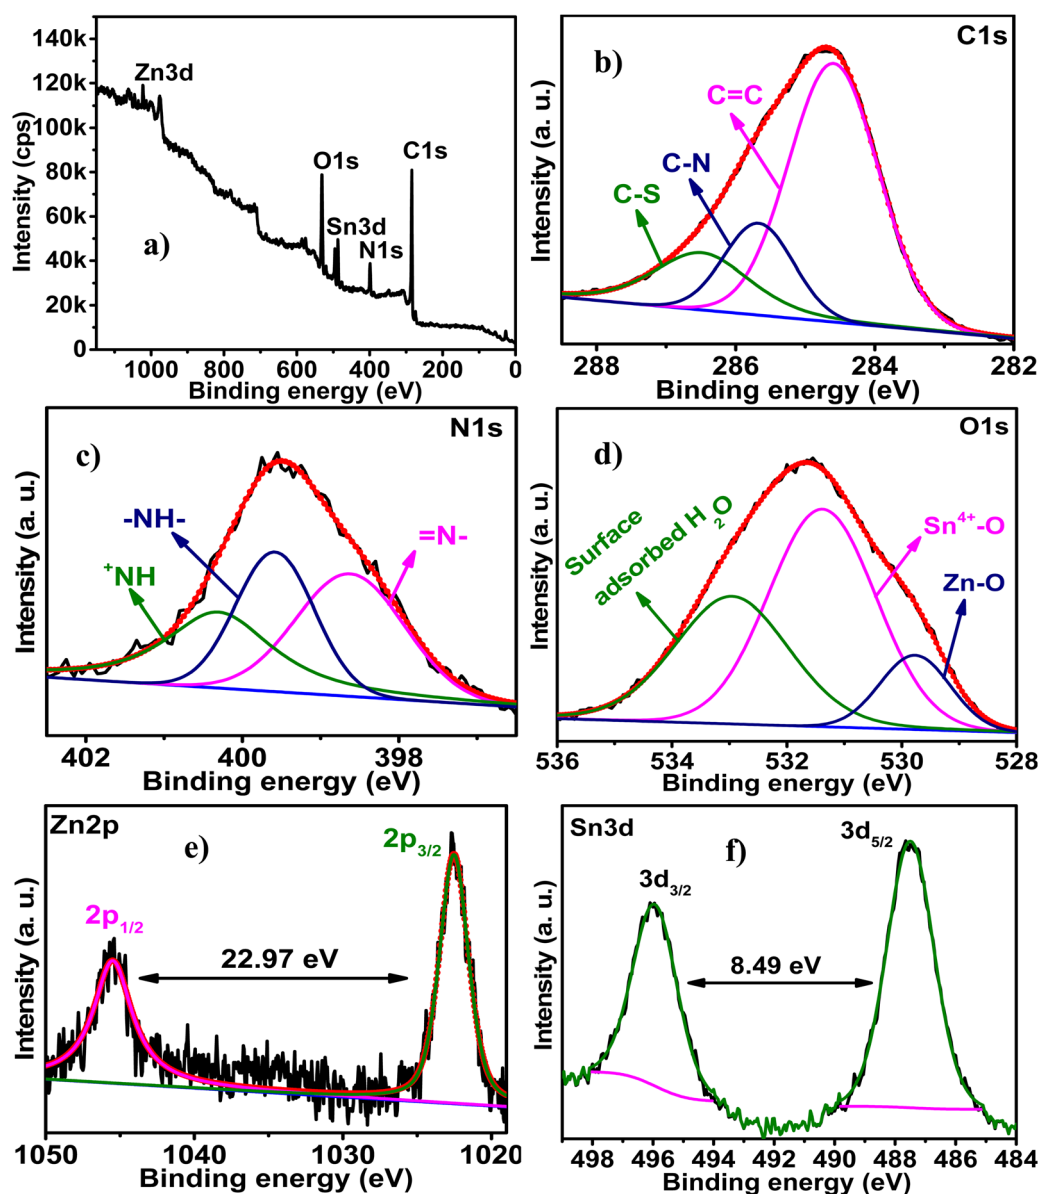 140k
120k
100k
80k
60k
40k
20k
0
Intensity (cps)
Zn3d
O1s
Sn3d
N1s
C1s
a)
1000 800 600 400 200 0
Binding energy (eV)
b)
C1s
C=C
C-N
C-S
Intensity (a. u.)
288 286 284 282
Binding energy (eV)
c)
N1s
-NH-
=N-
⁺NH
Intensity (a. u.)
402 400 398
Binding energy (eV)
d)
O1s
Surface
adsorbed H₂O
Sn⁴⁺-O
Zn-O
Intensity (a. u.)
536 534 532 530 528
Binding energy (eV)
Zn2p
e)
2p₃/₂
2p₁/₂
22.97 eV
Intensity (a. u.)
1050 1040 1030 1020
Binding energy (eV)
Sn3d
f)
3d₅/₂
3d₃/₂
8.49 eV
Intensity (a. u.)
498 496 494 492 490 488 486 484
Binding energy (eV)